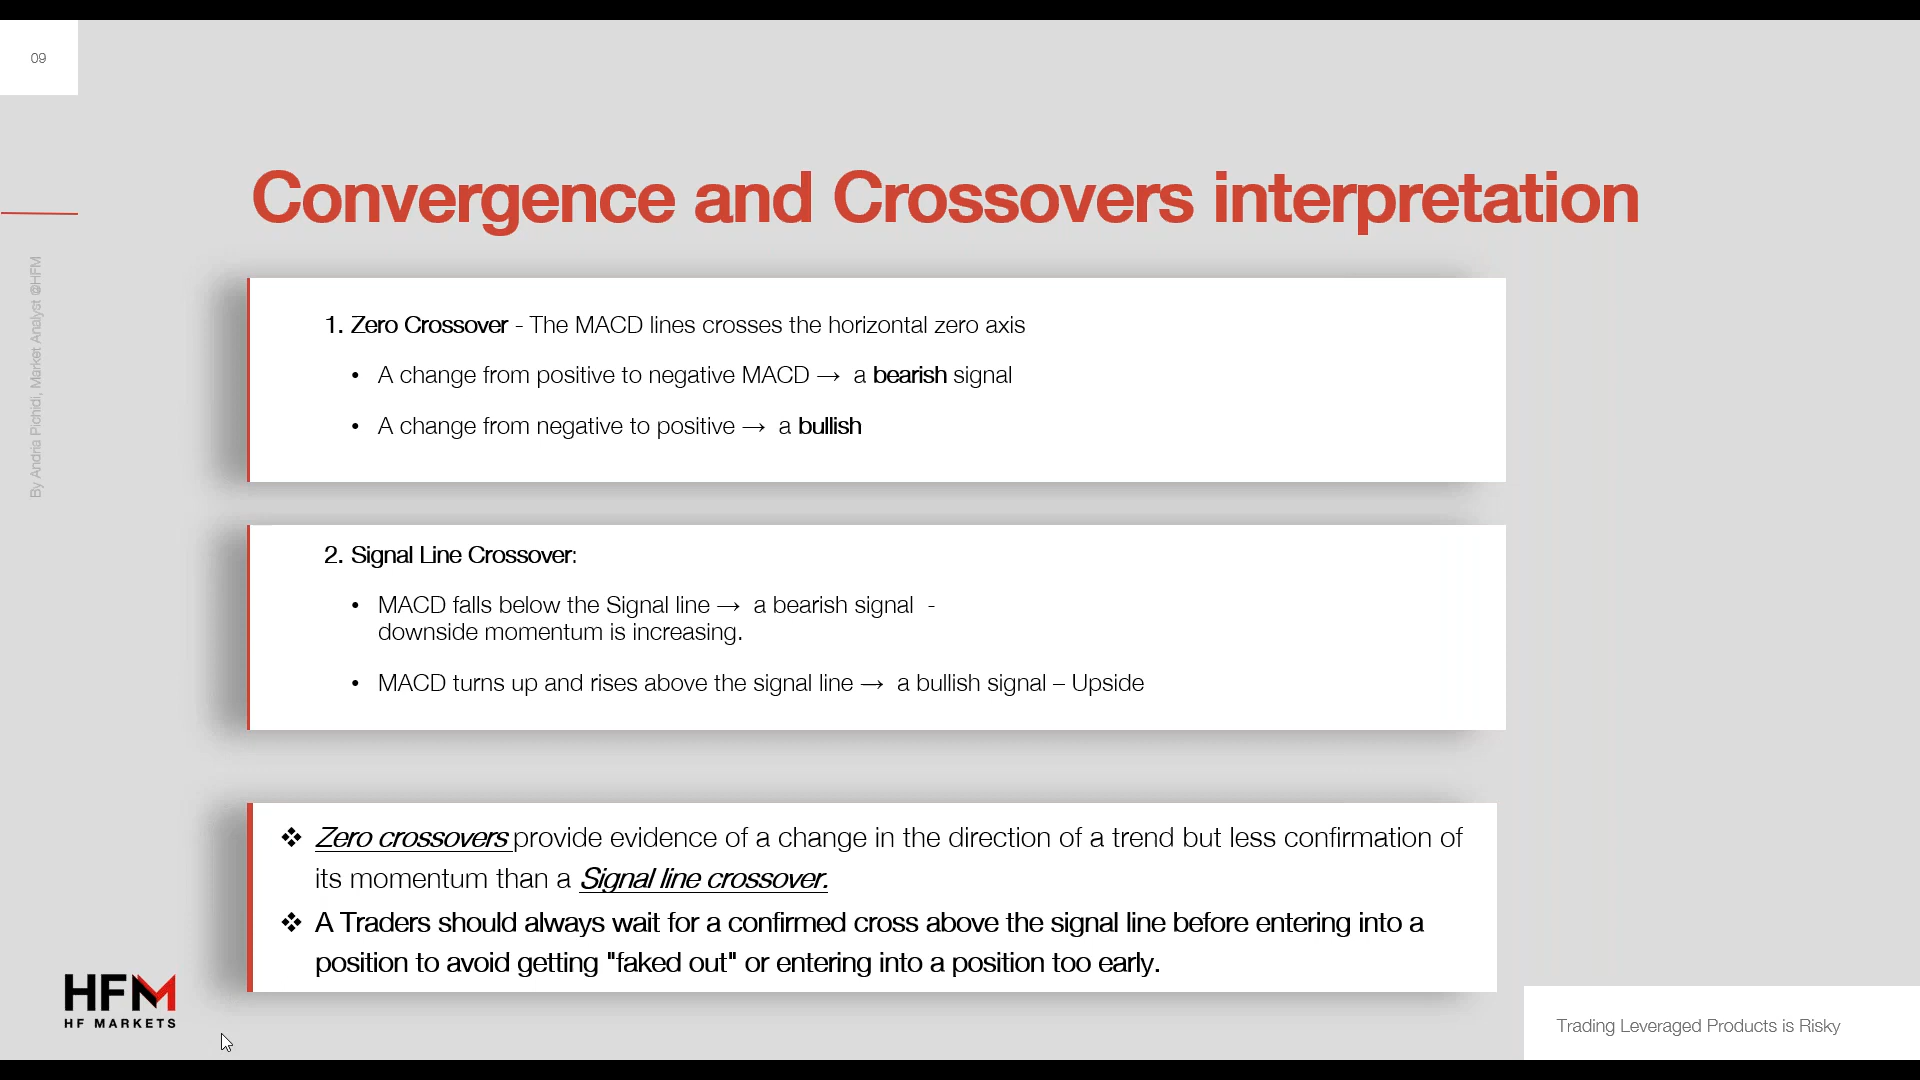 09
Convergence and Crossovers interpretation
By Andria Pichidi, Market Analyst @HFM
1. Zero Crossover - The MACD lines crosses the horizontal zero axis
• A change from positive to negative MACD → a bearish signal
• A change from negative to positive → a bullish
2. Signal Line Crossover:
• MACD falls below the Signal line → a bearish signal -
downside momentum is increasing.
• MACD turns up and rises above the signal line → a bullish signal – Upside
❖ Zero crossovers provide evidence of a change in the direction of a trend but less confirmation of
its momentum than a Signal line crossover.
❖ A Traders should always wait for a confirmed cross above the signal line before entering into a
position to avoid getting "faked out" or entering into a position too early.
HFM
HF MARKETS
Trading Leveraged Products is Risky